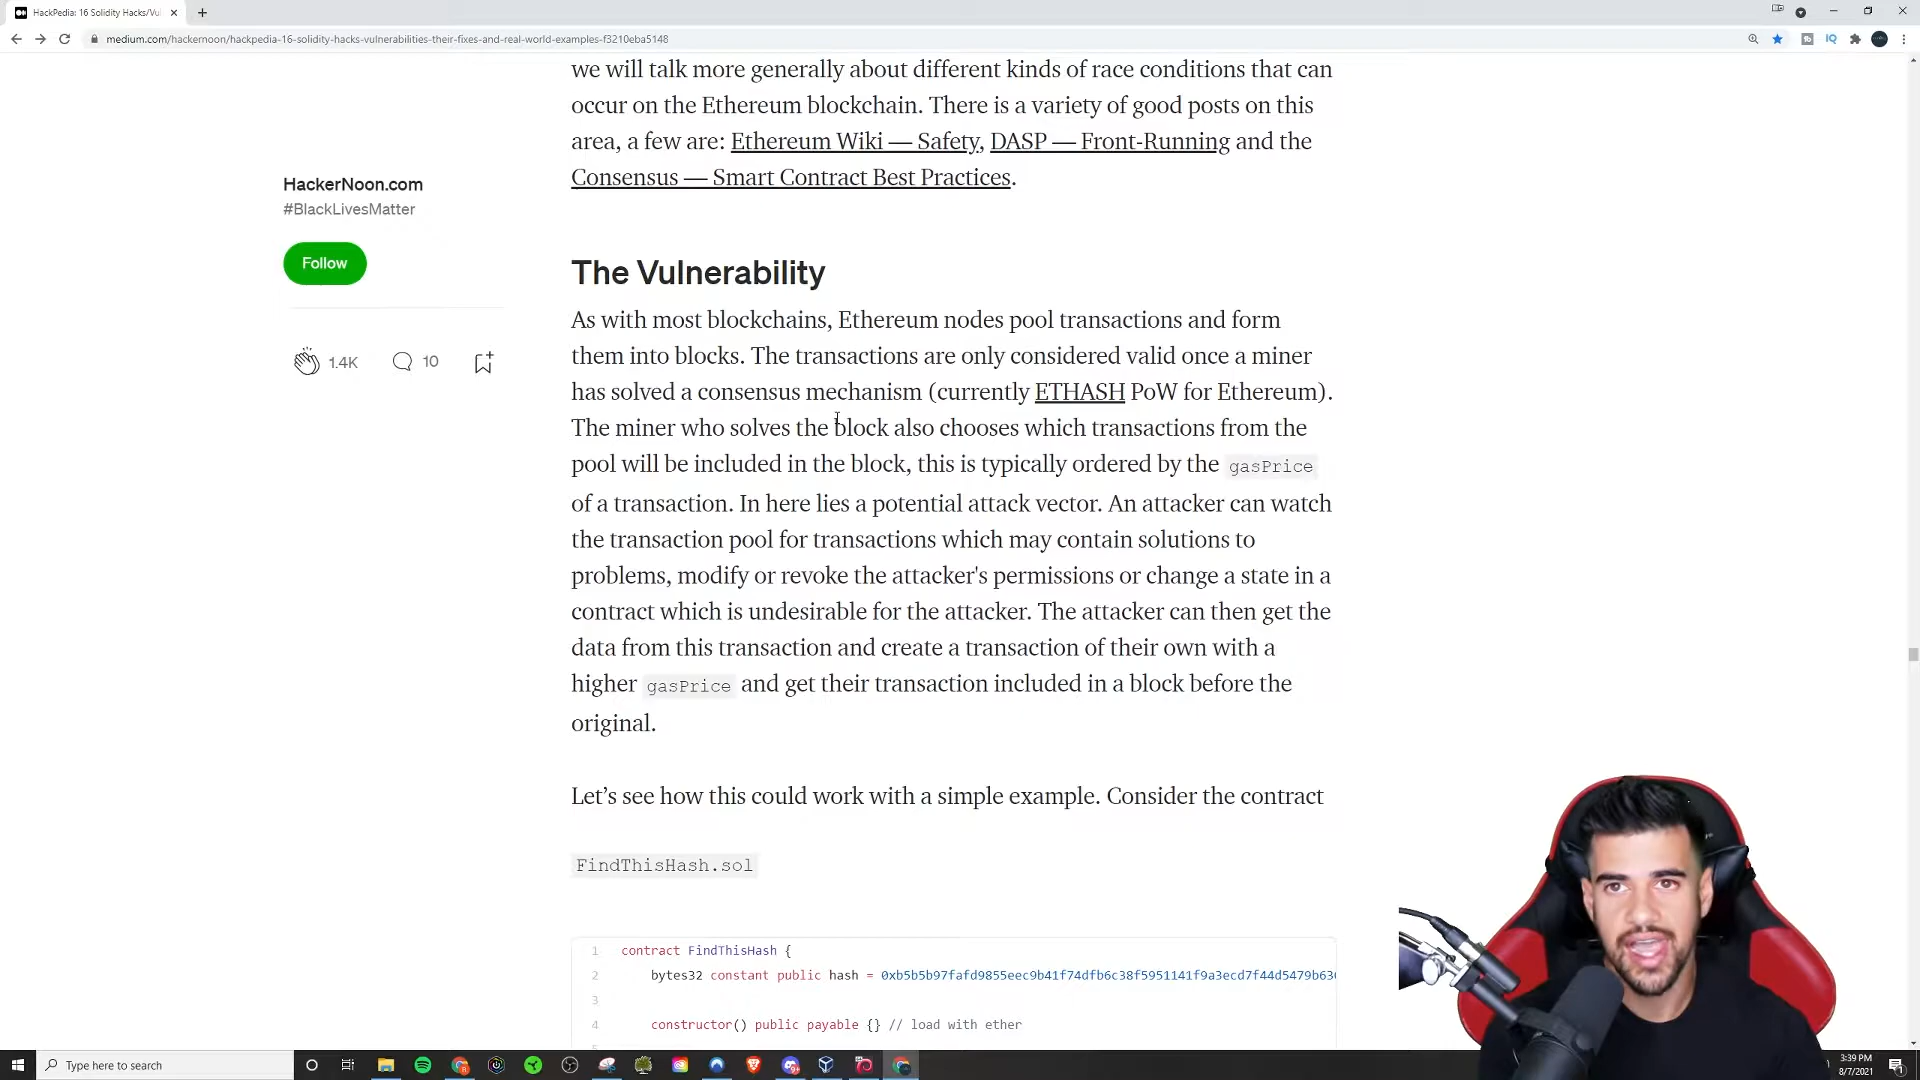 HackPedia: 16 Solidity Hacks/Vul
medium.com/hackernoon/hackpedia-16-solidity-hacks-vulnerabilities-their-fixes-and-real-world-examples-f3210eba5148
we will talk more generally about different kinds of race conditions that can
occur on the Ethereum blockchain. There is a variety of good posts on this
area, a few are: Ethereum Wiki — Safety, DASP — Front-Running and the
Consensus — Smart Contract Best Practices.
HackerNoon.com
#BlackLivesMatter
Follow
1.4K
10
The Vulnerability
As with most blockchains, Ethereum nodes pool transactions and form
them into blocks. The transactions are only considered valid once a miner
has solved a consensus mechanism (currently ETHASH PoW for Ethereum).
The miner who solves the block also chooses which transactions from the
pool will be included in the block, this is typically ordered by the gasPrice
of a transaction. In here lies a potential attack vector. An attacker can watch
the transaction pool for transactions which may contain solutions to
problems, modify or revoke the attacker's permissions or change a state in a
contract which is undesirable for the attacker. The attacker can then get the
data from this transaction and create a transaction of their own with a
higher gasPrice and get their transaction included in a block before the
original.
Let’s see how this could work with a simple example. Consider the contract
FindThisHash.sol
1 contract FindThisHash {
2 bytes32 constant public hash = 0xb5b5b97fafd9855eec9b41f74dfb6c38f5951141f9a3ecd7f44d5479b630
3
4 constructor() public payable {} // load with ether
Type here to search
3:39 PM
8/7/2021